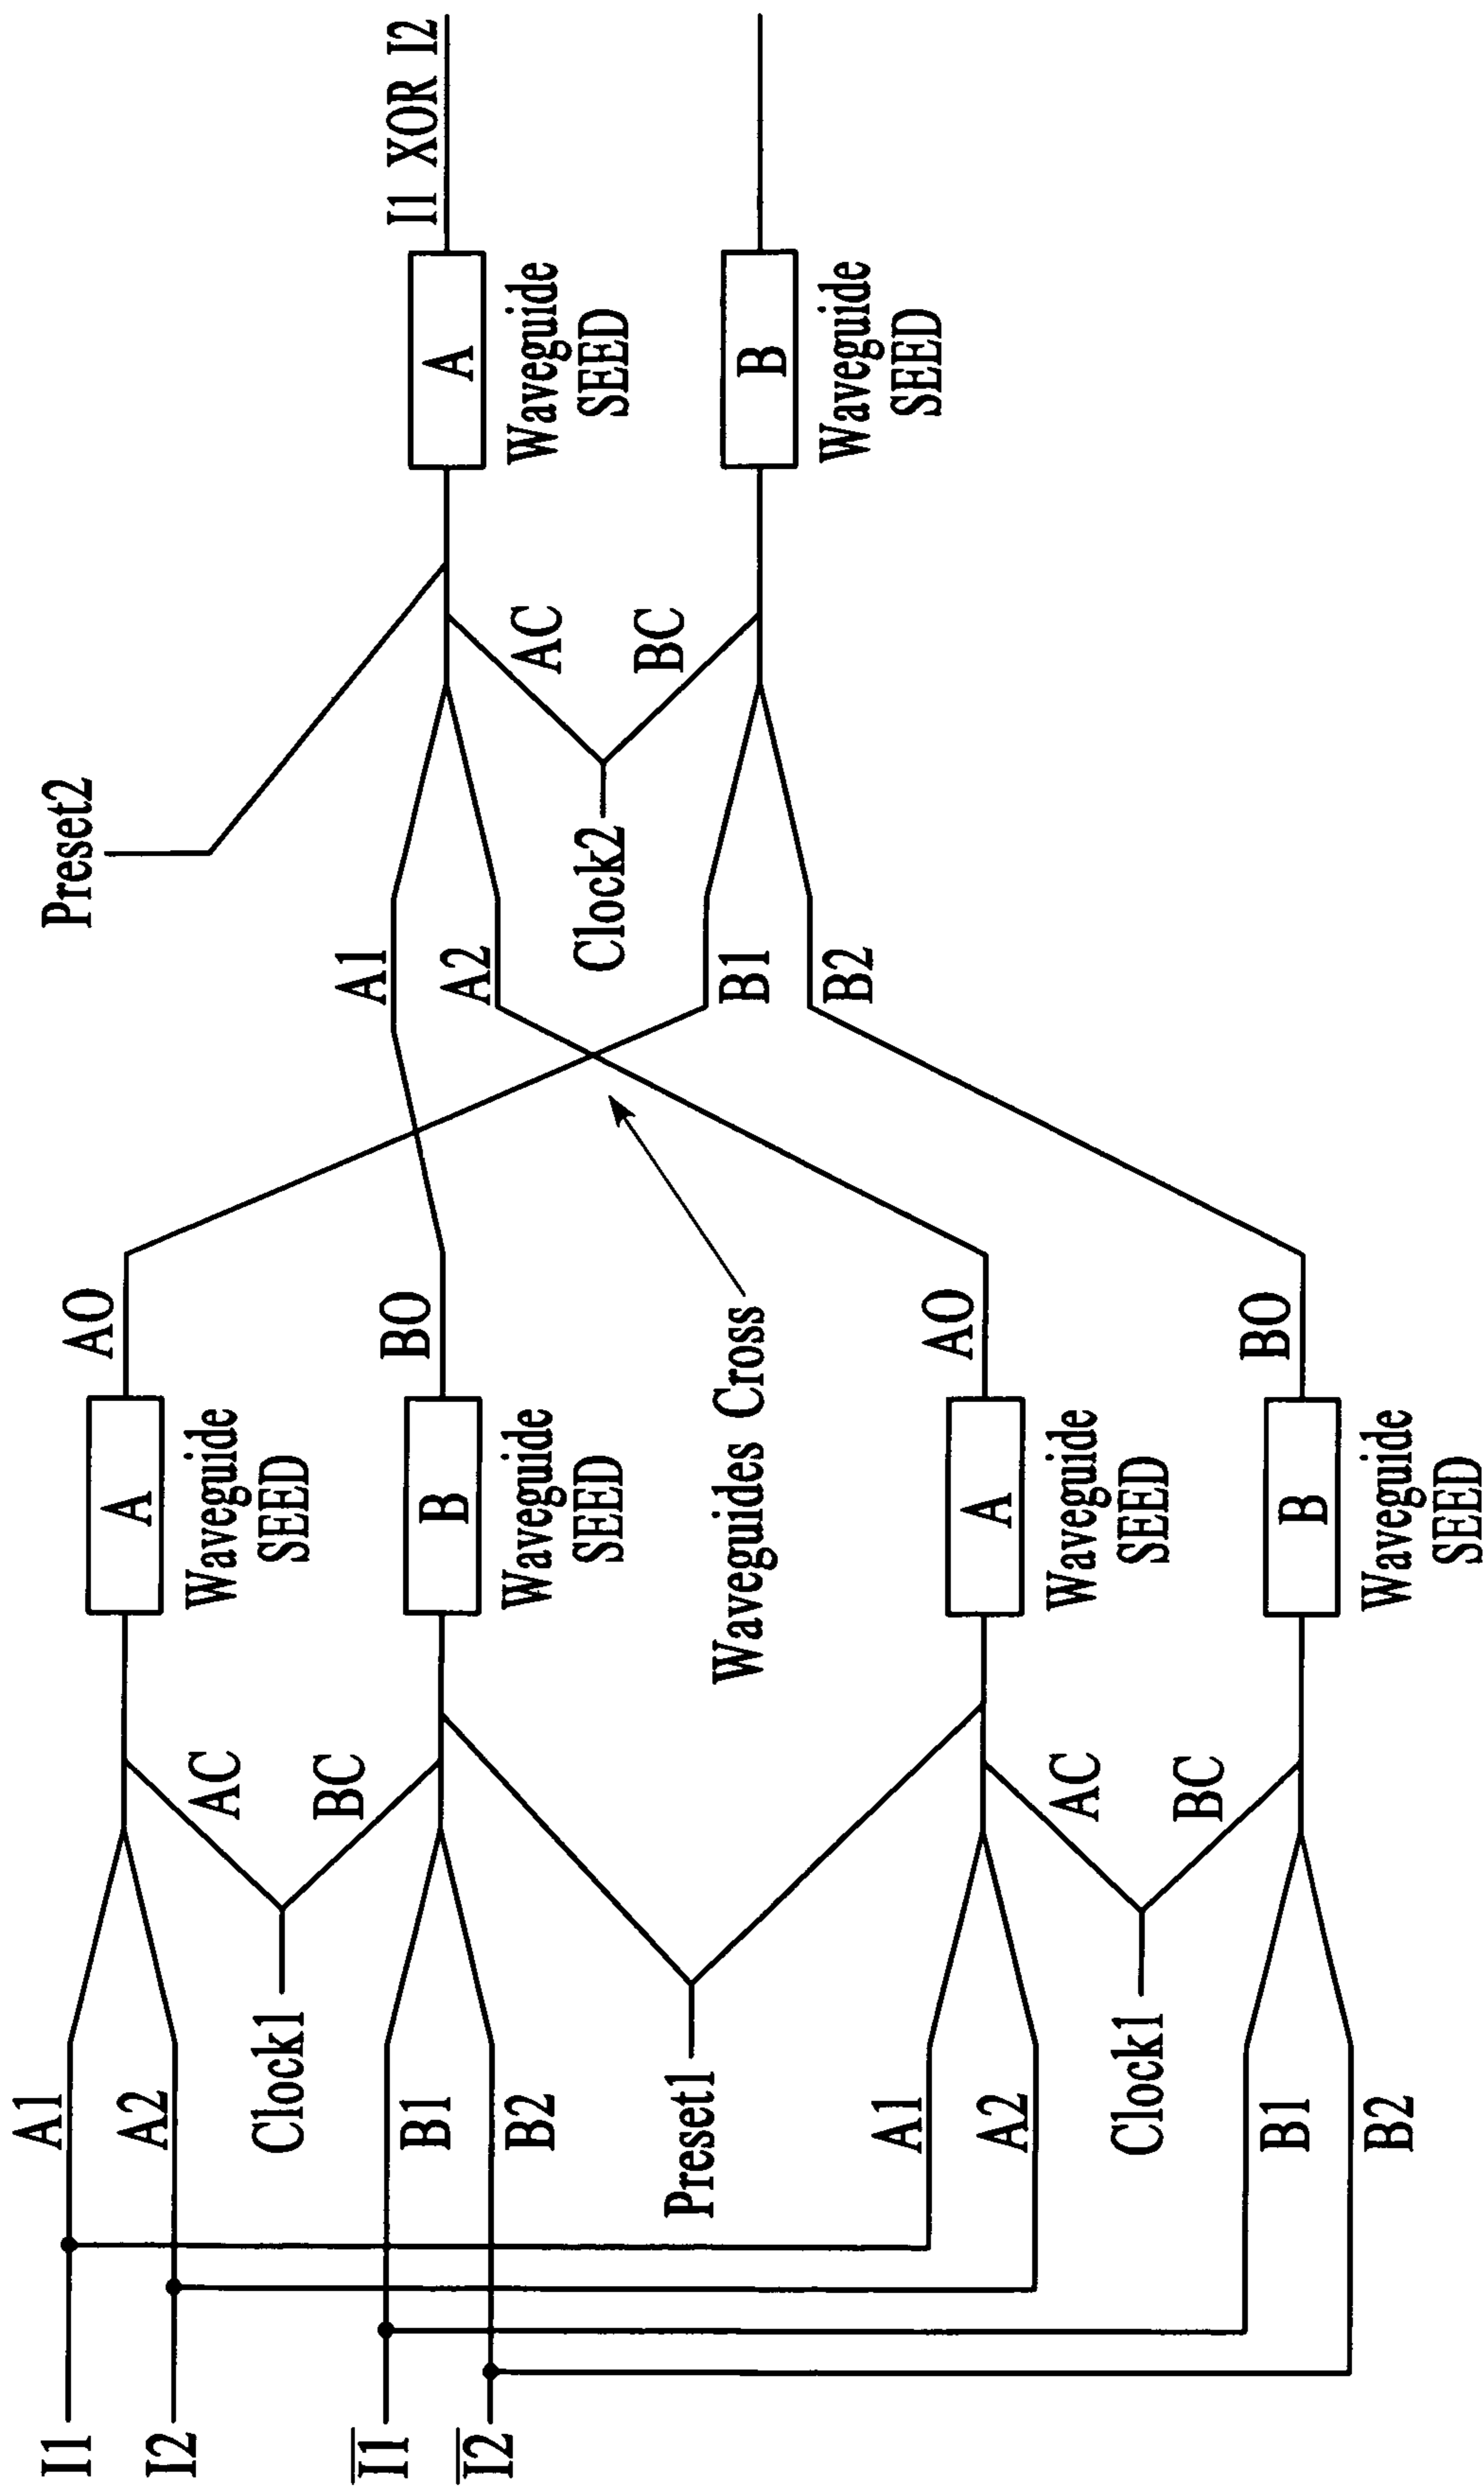 I1
I2
I1
I2
A1
A2
Clock1
B1
B2
Preset1
A1
A2
Clock1
B1
B2
AC
BC
AC
BC
A
Waveguide
SEED
B
Waveguide
SEED
Waveguides Cross
A
Waveguide
SEED
B
Waveguide
SEED
AO
BO
AO
BO
Preset2
A1
A2
Clock2
B1
B2
AC
BC
A
Waveguide
SEED
B
Waveguide
SEED
I1 XOR I2